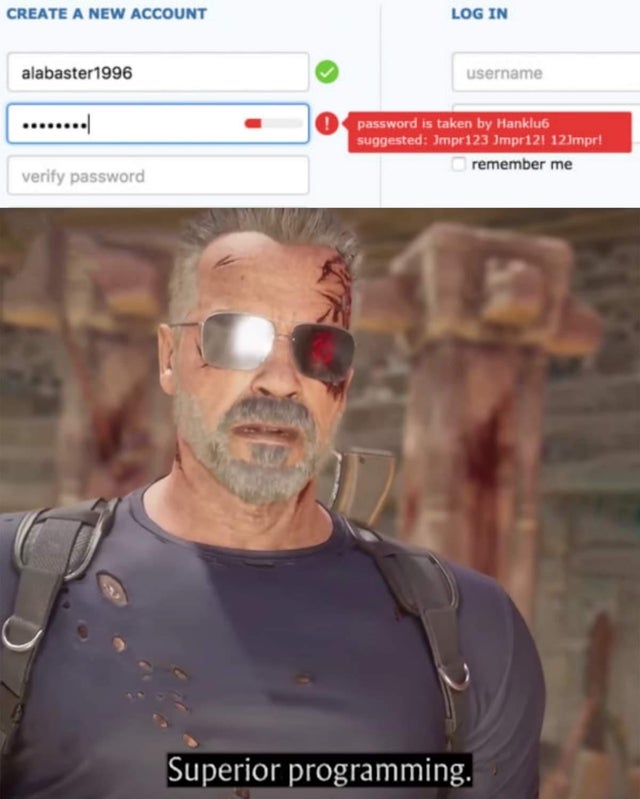 CREATE A NEW ACCOUNT
LOG IN
alabaster1996
username
••••••••
password is taken by Hanklu6
suggested: Jmpr123 Jmpr12! 12Jmpr!
verify password
remember me
Superior programming.